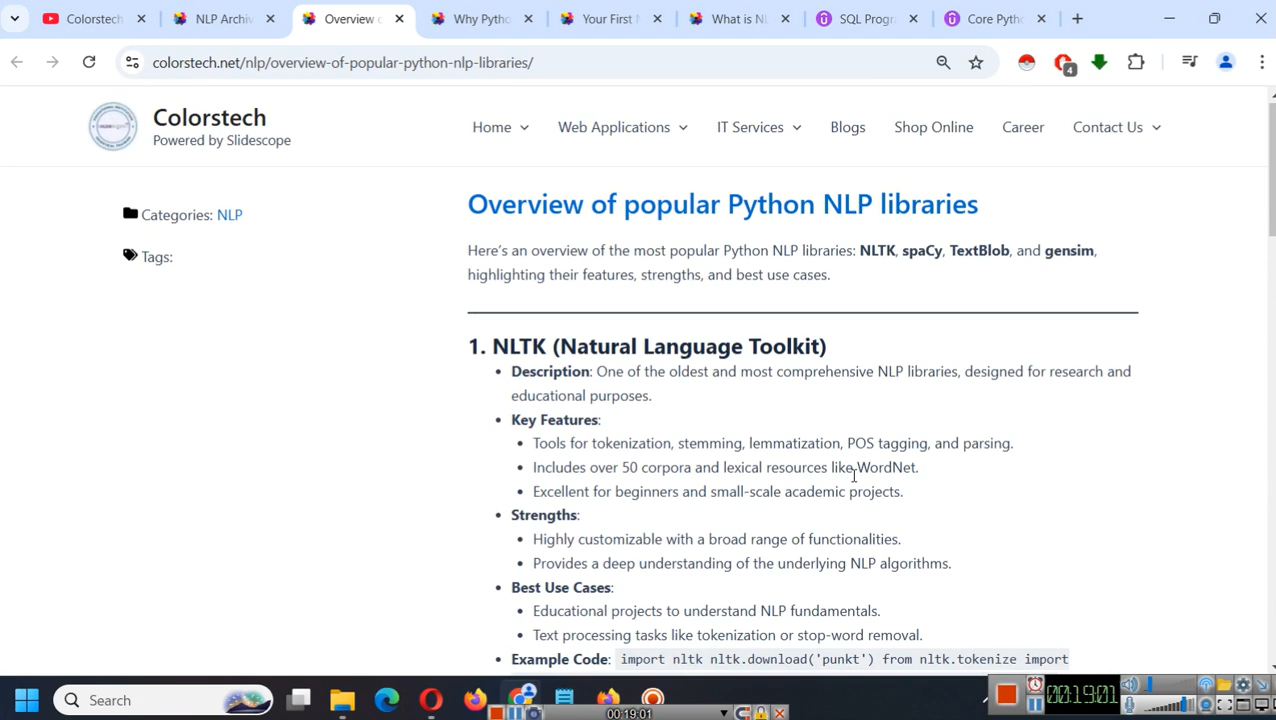 Colorstech
NLP Archiv
Overview o
Why Pytho
Your First
What is NL
SQL Progra
Core Pytho
colorstech.net/nlp/overview-of-popular-python-nlp-libraries/
4
Colorstech
Powered by Slidescope
Home
Web Applications
IT Services
Blogs
Shop Online
Career
Contact Us
Categories: NLP
Tags:
Overview of popular Python NLP libraries
Here's an overview of the most popular Python NLP libraries: NLTK, spaCy, TextBlob, and gensim,
highlighting their features, strengths, and best use cases.
1. NLTK (Natural Language Toolkit)
Description: One of the oldest and most comprehensive NLP libraries, designed for research and
educational purposes.
Key Features:
Tools for tokenization, stemming, lemmatization, POS tagging, and parsing.
Includes over 50 corpora and lexical resources like WordNet.
Excellent for beginners and small-scale academic projects.
Strengths:
Highly customizable with a broad range of functionalities.
Provides a deep understanding of the underlying NLP algorithms.
Best Use Cases:
Educational projects to understand NLP fundamentals.
Text processing tasks like tokenization or stop-word removal.
Example Code: import nltk nltk.download('punkt') from nltk.tokenize import
Search
00:19:01
00:19:01